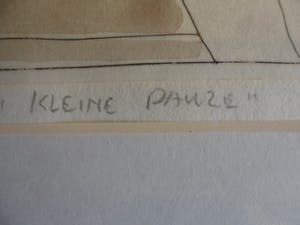 " KLEINE PAUZE "